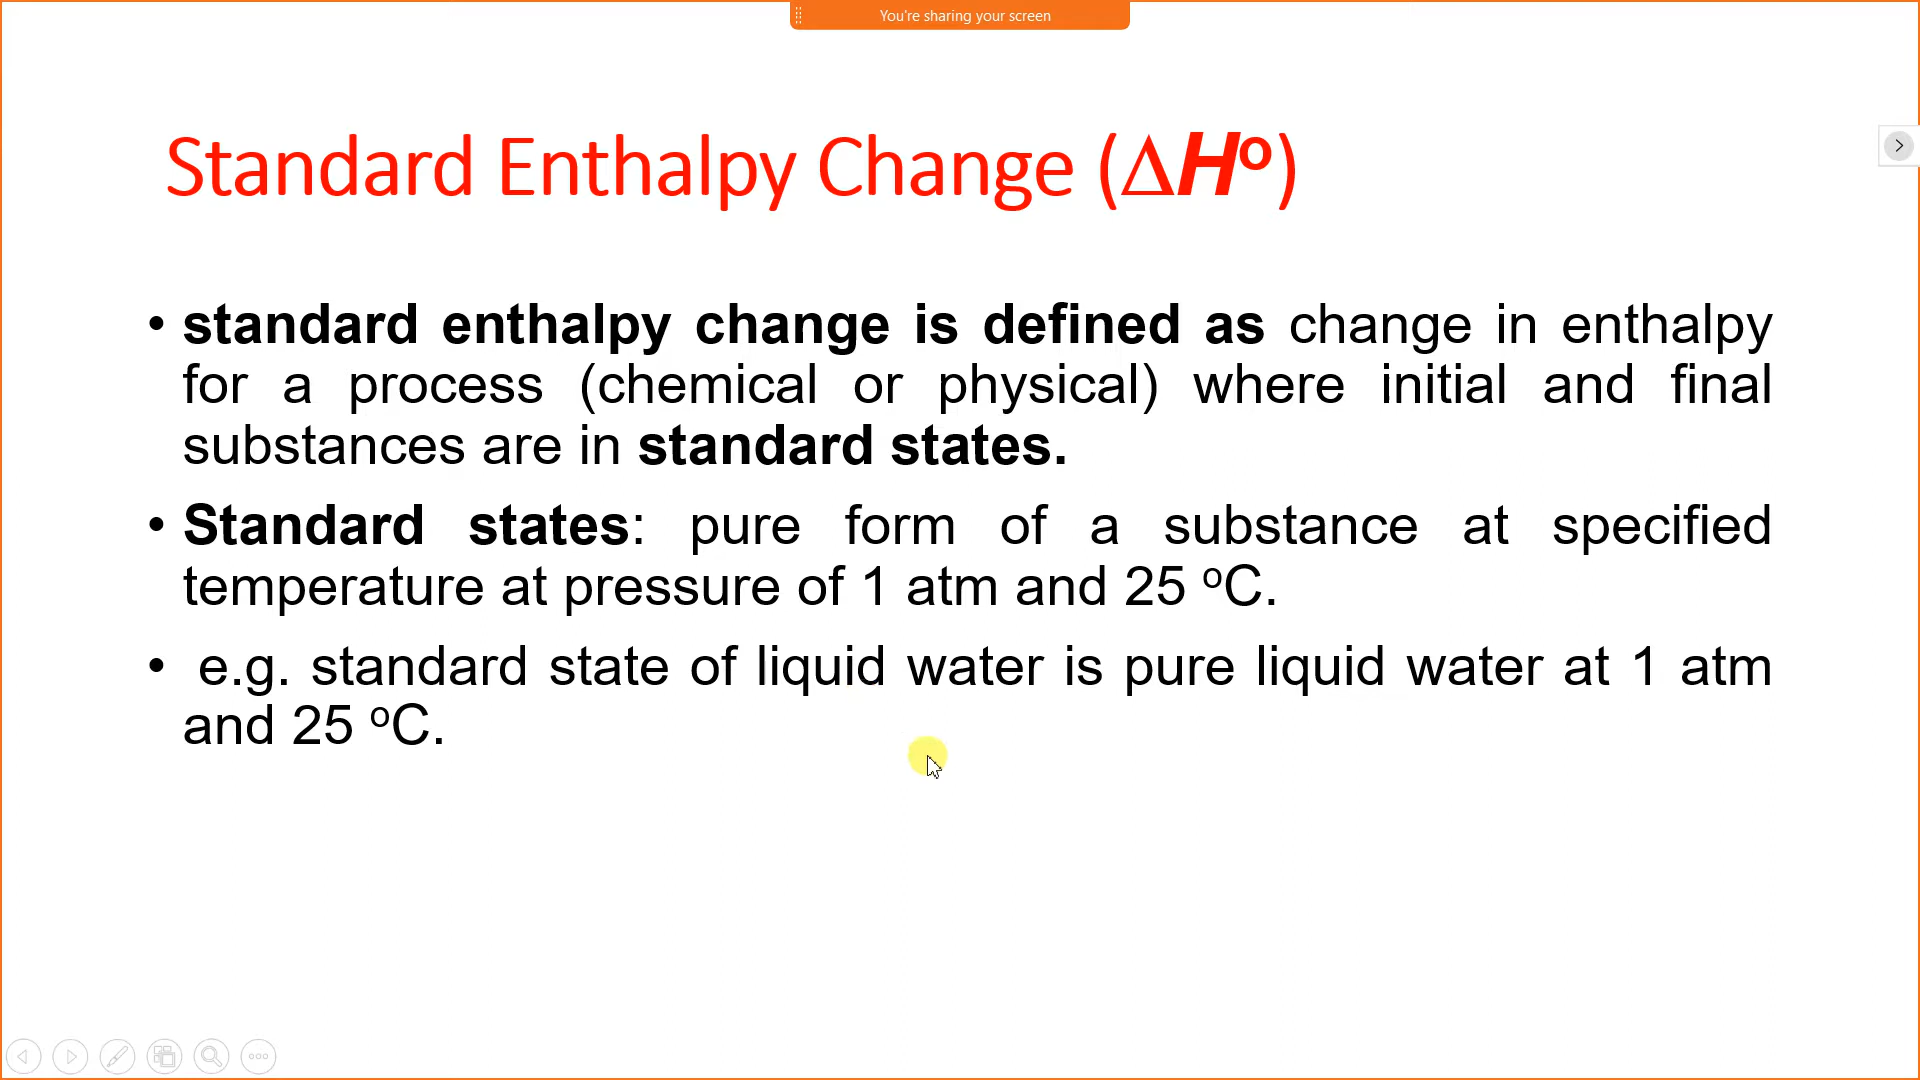 You're sharing your screen
Standard Enthalpy Change (ΔHº)
• standard enthalpy change is defined as change in enthalpy
for a process (chemical or physical) where initial and final
substances are in standard states.
• Standard states: pure form of a substance at specified
temperature at pressure of 1 atm and 25 ºC.
• e.g. standard state of liquid water is pure liquid water at 1 atm
and 25 ºC.